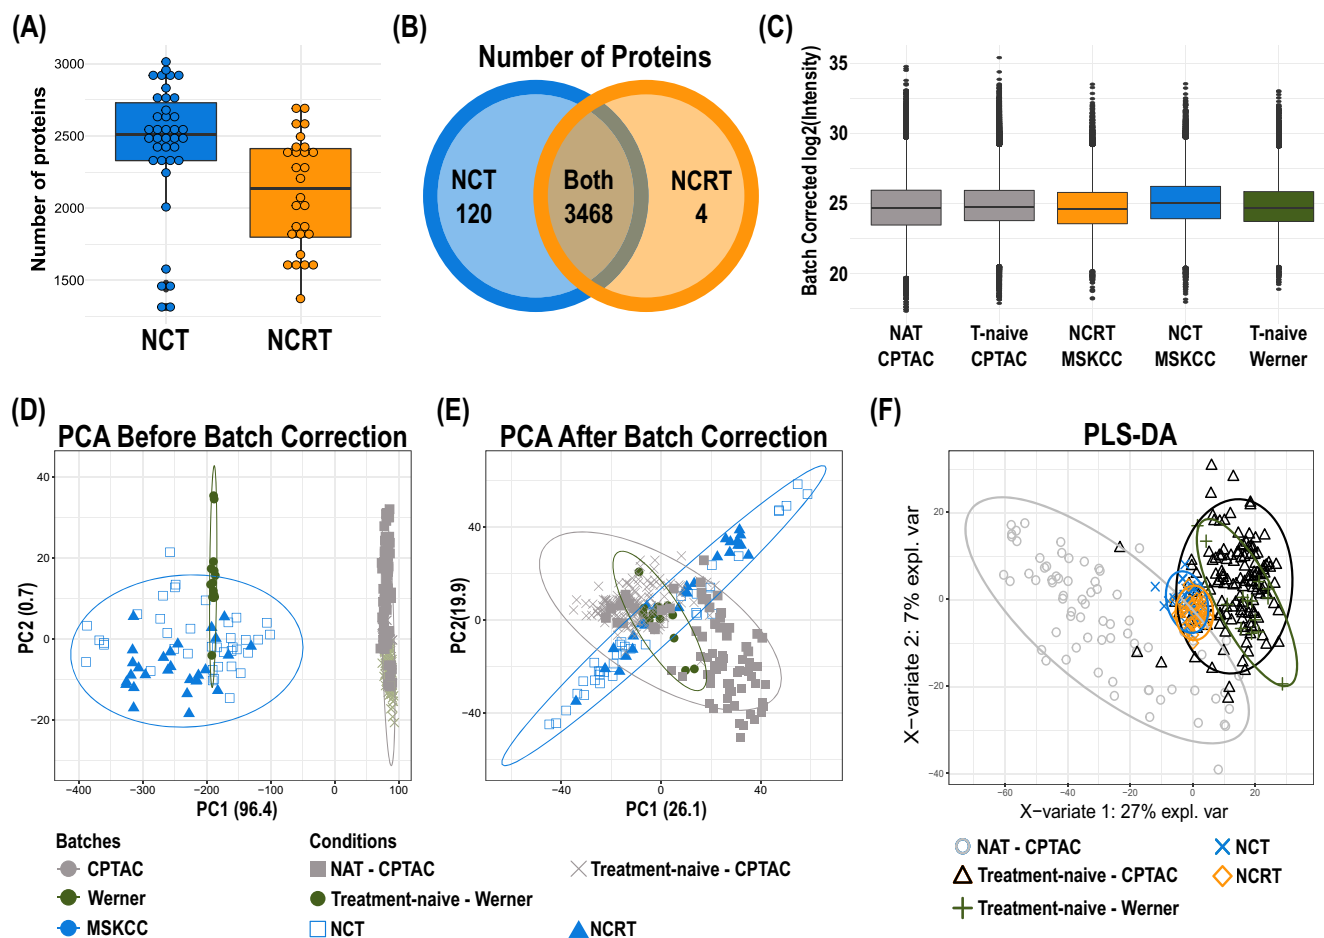 (A)
3000
2500
2000
1500
Number of proteins
NCT
NCRT
(B)
Number of Proteins
NCT
120
Both
3468
NCRT
4
(C)
Batch Corrected log2(Intensity)
35
30
25
20
NAT
CPTAC
T-naive
CPTAC
NCRT
MSKCC
NCT
MSKCC
T-naive
Werner
(D)
PCA Before Batch Correction
PC2 (0.7)
40
20
0
−20
−400
−300
−200
−100
0
100
PC1 (96.4)
(E)
PCA After Batch Correction
PC2(19.9)
40
0
−40
−40
0
40
PC1 (26.1)
(F)
PLS-DA
X−variate 2: 7% expl. var
20
0
−20
−40
−60
−40
−20
0
20
X−variate 1: 27% expl. var
Batches
CPTAC
Werner
MSKCC
Conditions
NAT - CPTAC
Treatment-naive - CPTAC
Treatment-naive - Werner
NCT
NCRT
NAT - CPTAC
NCT
Treatment-naive - CPTAC
NCRT
Treatment-naive - Werner